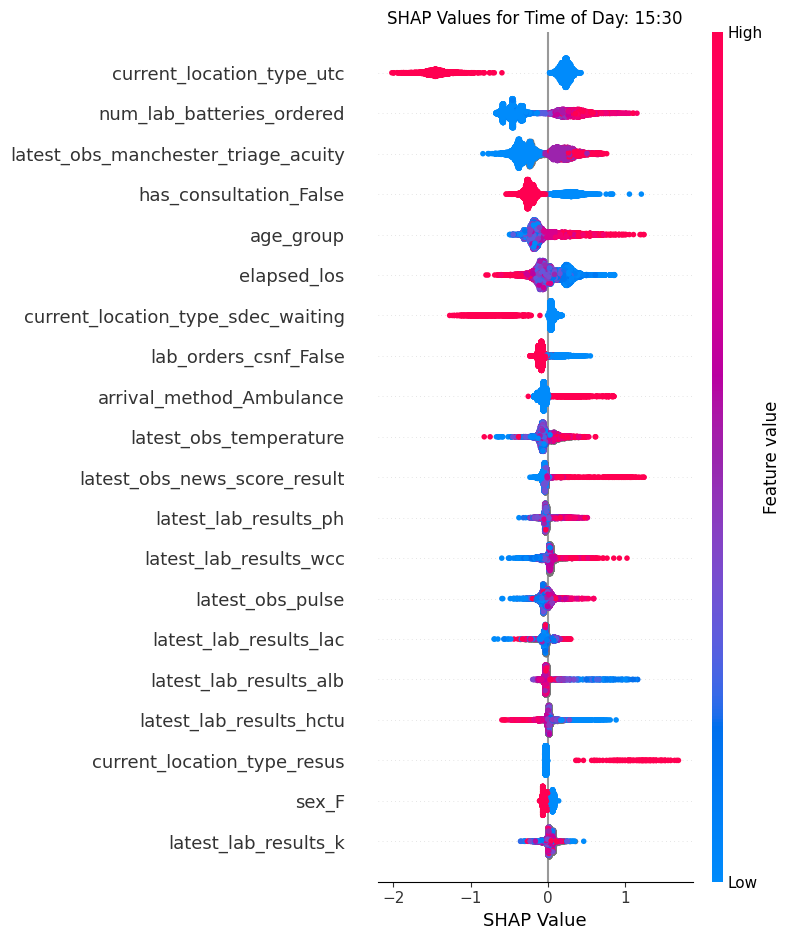 SHAP Values for Time of Day: 15:30
High
current_location_type_utc
num_lab_batteries_ordered
latest_obs_manchester_triage_acuity
has_consultation_False
age_group
elapsed_los
current_location_type_sdec_waiting
lab_orders_csnf_False
arrival_method_Ambulance
latest_obs_temperature
latest_obs_news_score_result
latest_lab_results_ph
latest_lab_results_wcc
latest_obs_pulse
latest_lab_results_lac
latest_lab_results_alb
latest_lab_results_hctu
current_location_type_resus
sex_F
latest_lab_results_k
Feature value
Low
−2 −1 0 1
SHAP Value